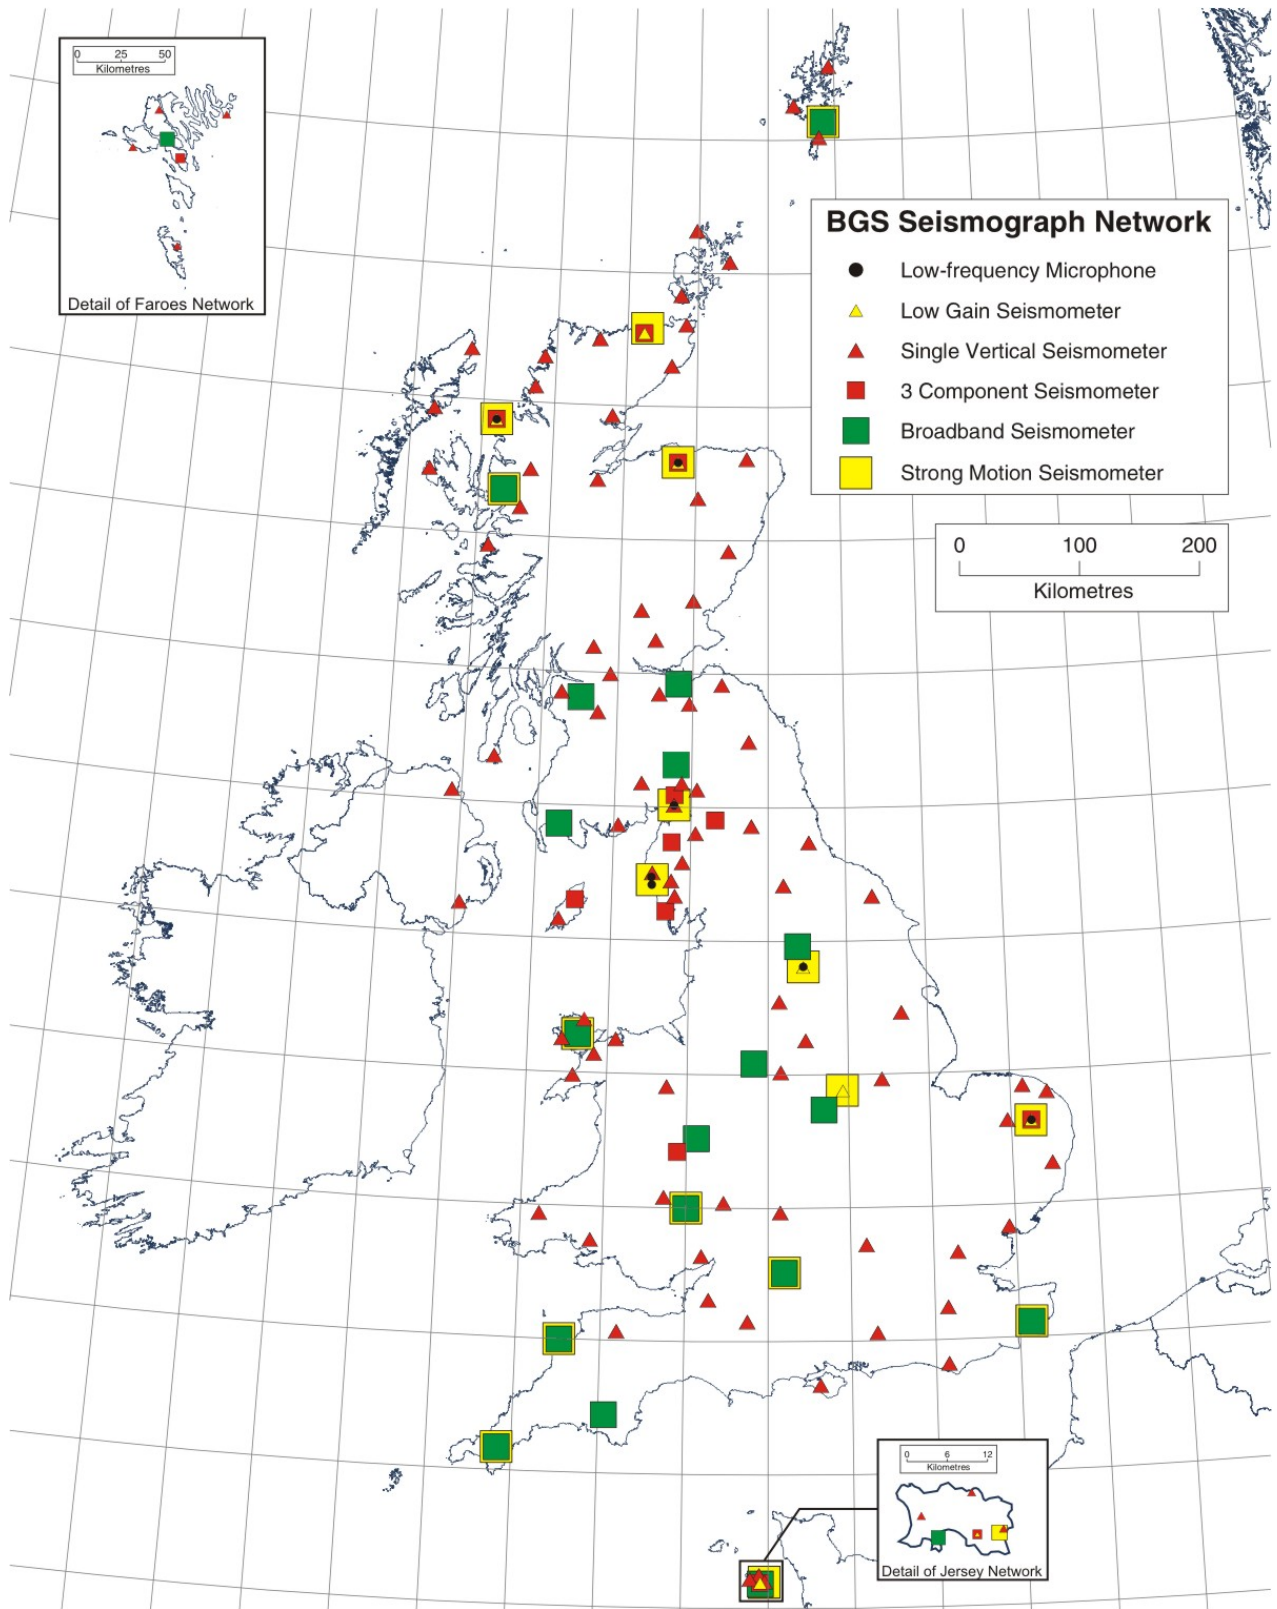 0 25 50
Kilometres
Detail of Faroes Network
BGS Seismograph Network
Low-frequency Microphone
Low Gain Seismometer
Single Vertical Seismometer
3 Component Seismometer
Broadband Seismometer
Strong Motion Seismometer
0 100 200
Kilometres
0 6 12
Kilometres
Detail of Jersey Network